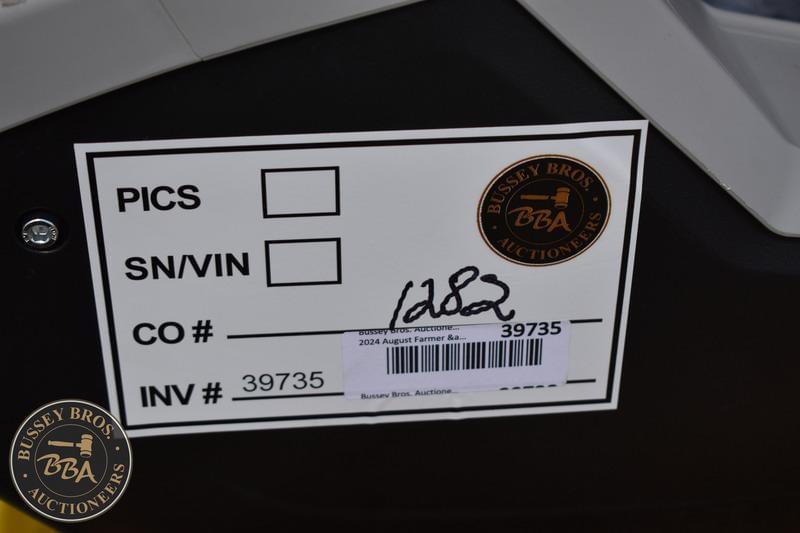 PICS
BUSSEY BROS.
BBA
AUCTIONEERS
SN/VIN
1282
CO #
Bussey Bros. Auctione...
39735
2024 August Farmer &a...
INV # 39735
Bussey Bros. Auctione...
BUSSEY BROS.
BBA
AUCTIONEERS